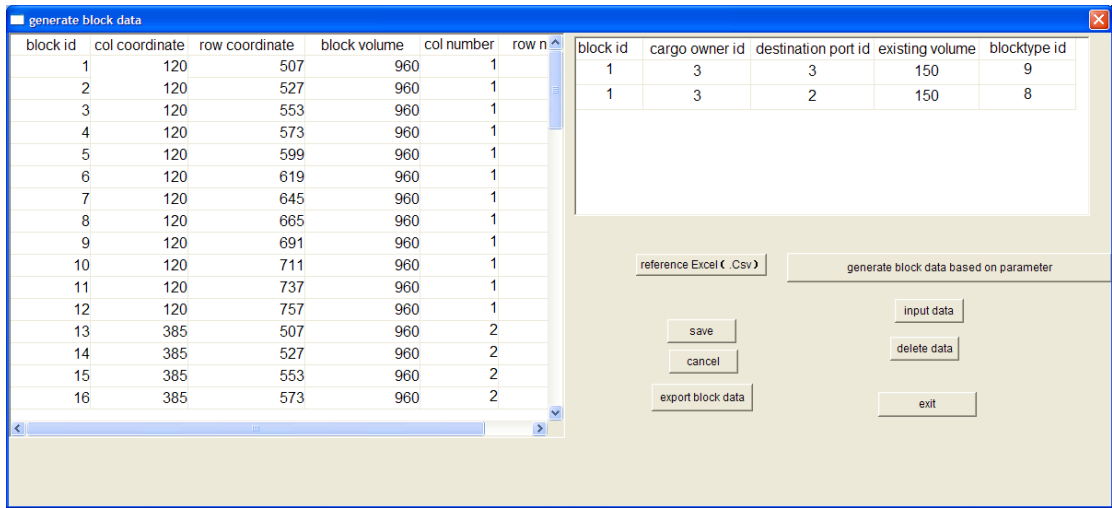 generate block data
block id col coordinate row coordinate block volume col number row n
1 120 507 960 1
2 120 527 960 1
3 120 553 960 1
4 120 573 960 1
5 120 599 960 1
6 120 619 960 1
7 120 645 960 1
8 120 665 960 1
9 120 691 960 1
10 120 711 960 1
11 120 737 960 1
12 120 757 960 1
13 385 507 960 2
14 385 527 960 2
15 385 553 960 2
16 385 573 960 2
block id cargo owner id destination port id existing volume blocktype id
1 3 3 150 9
1 3 2 150 8
reference Excel( .Csv)
generate block data based on parameter
input data
save
delete data
cancel
export block data
exit